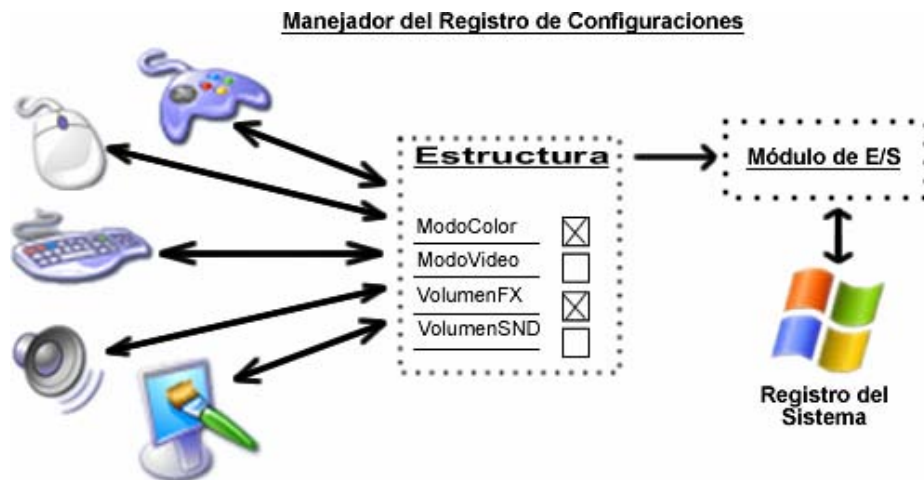 Manejador del Registro de Configuraciones
Estructura
ModoColor
ModoVideo
VolumenFX
VolumenSND
Módulo de E/S
Registro del
Sistema